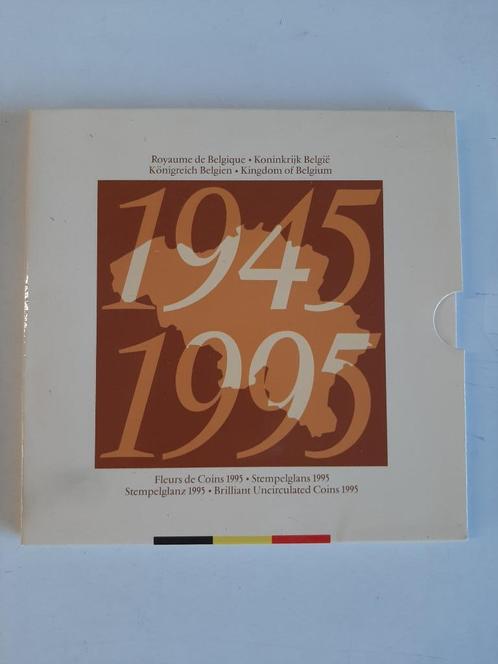 Royaume de Belgique • Koninkrijk België
Königreich Belgien • Kingdom of Belgium
1945
1995
Fleurs de Coins 1995 • Stempelglans 1995
Stempelglanz 1995 • Brilliant Uncirculated Coins 1995